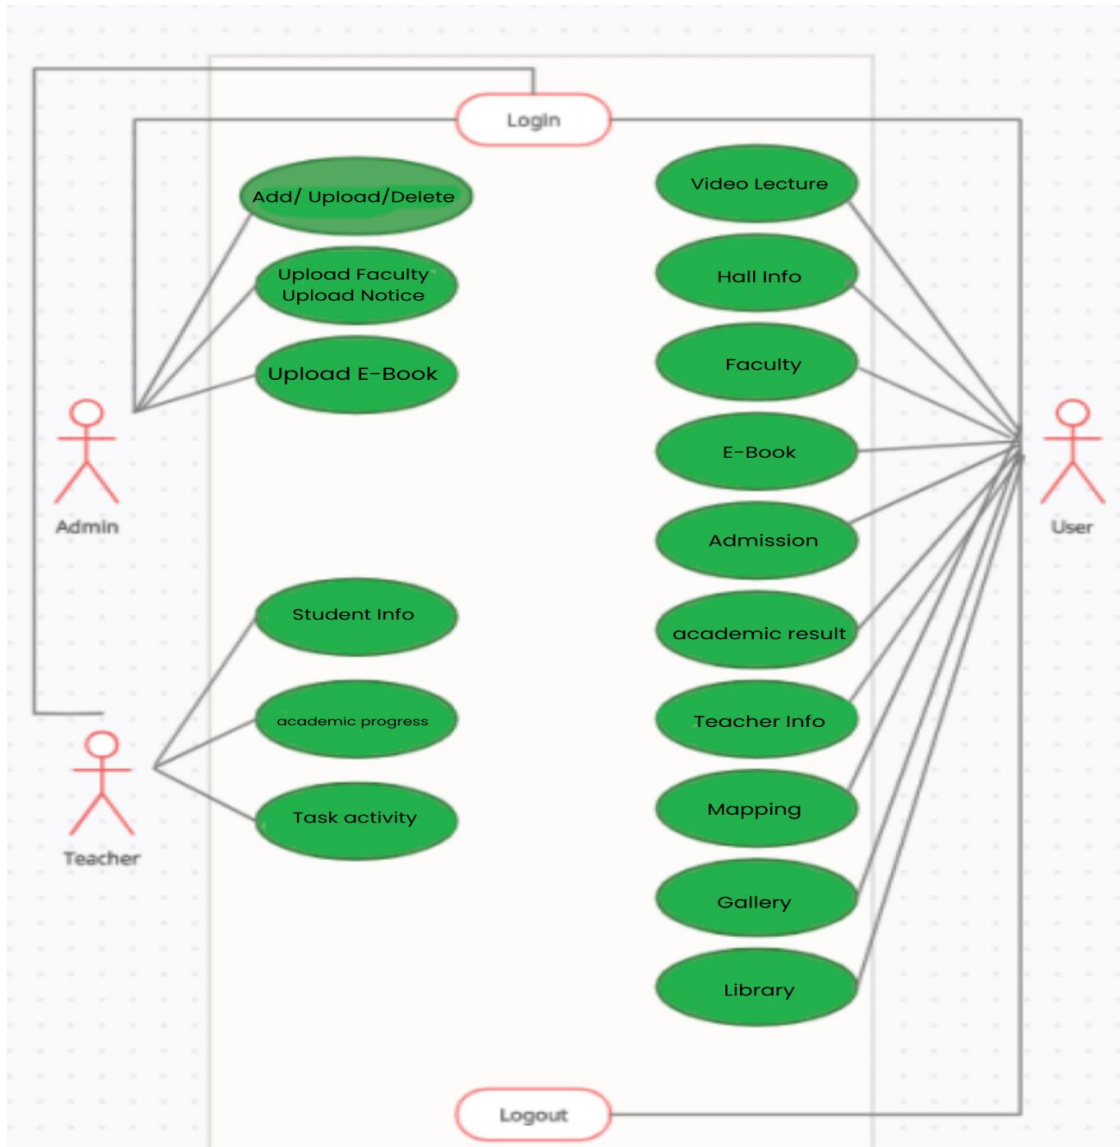 Login
Add/ Upload/Delete
Upload Faculty
Upload Notice
Upload E-Book
Admin
Student Info
academic progress
Task activity
Teacher
Video Lecture
Hall Info
Faculty
E-Book
Admission
academic result
Teacher Info
Mapping
Gallery
Library
User
Logout